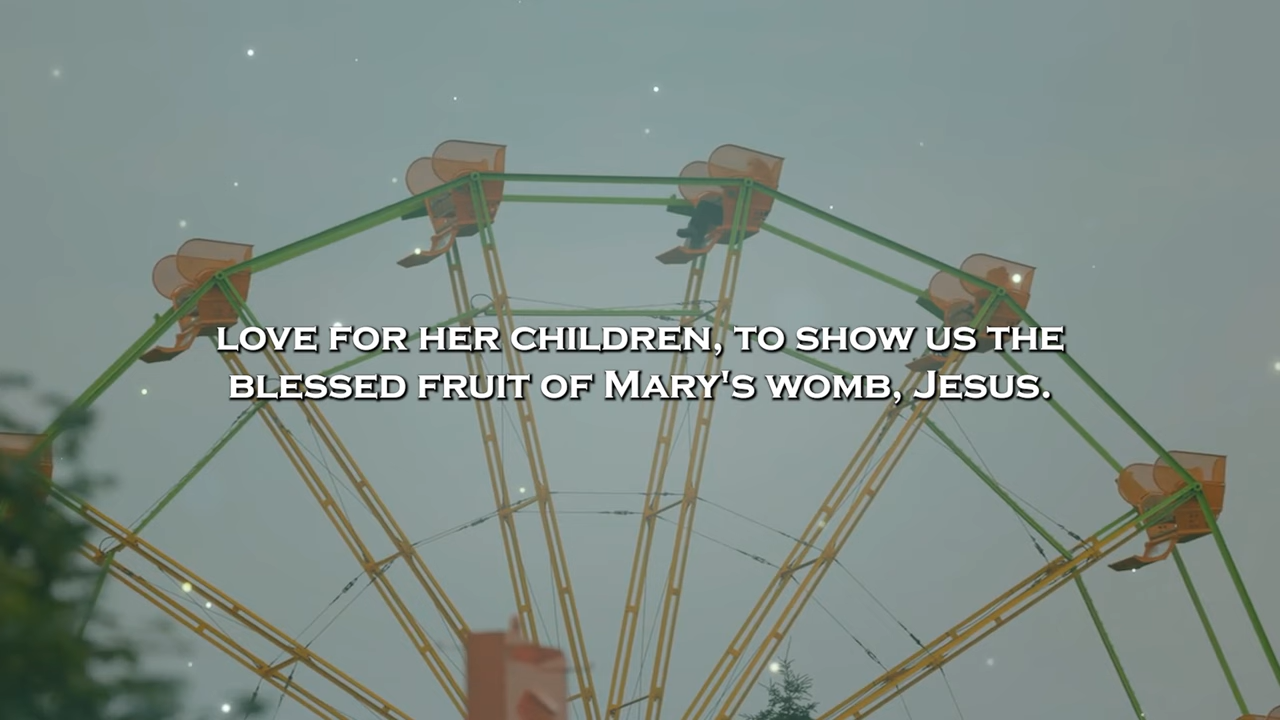 love for her children, to show us the
blessed fruit of Mary's womb, Jesus.